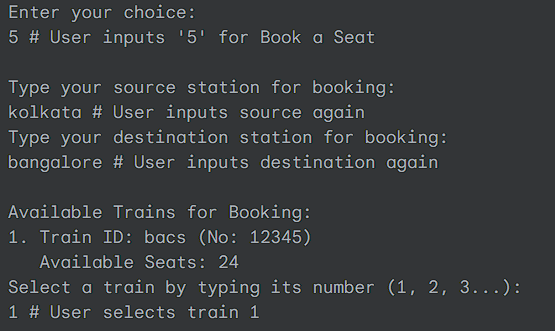 Enter your choice:
5 # User inputs '5' for Book a Seat
Type your source station for booking:
kolkata # User inputs source again
Type your destination station for booking:
bangalore # User inputs destination again
Available Trains for Booking:
1. Train ID: bacs (No: 12345)
Available Seats: 24
Select a train by typing its number (1, 2, 3...):
1 # User selects train 1